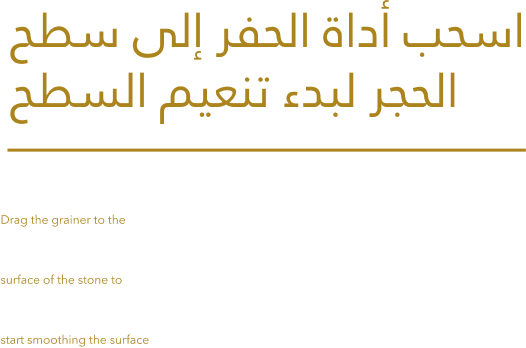 اسحب أداة الحفر إلى سطح
الحجر لبدء تنعيم السطح
Drag the grainer to the
surface of the stone to
start smoothing the surface